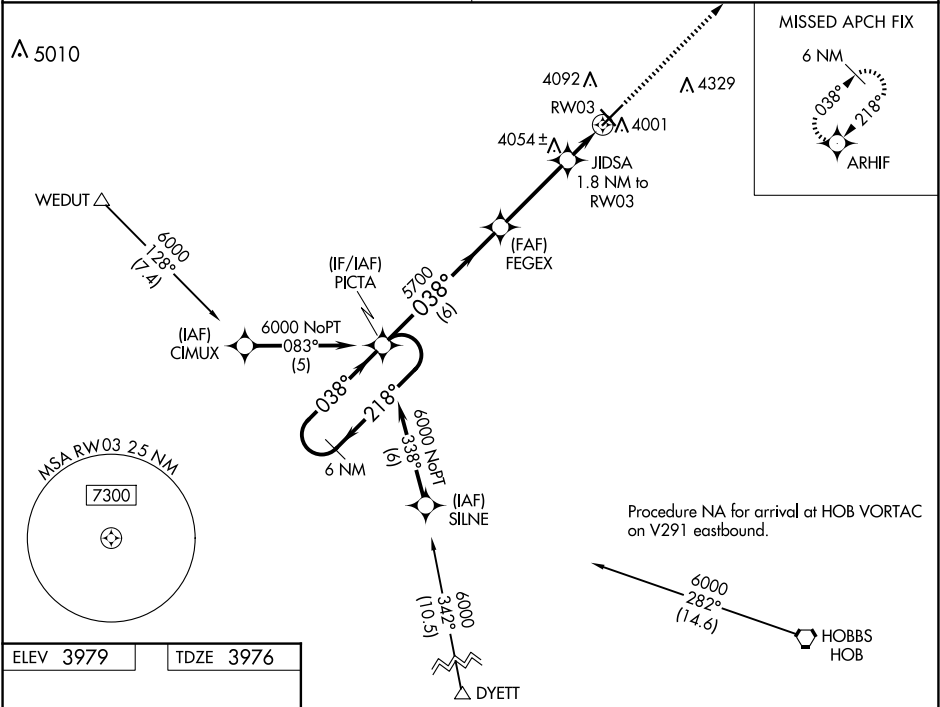 5010
4092
4329
RW03
4001
4054 ±
JIDSA
1.8 NM to
RW03
MISSED APCH FIX
6 NM
038°
218°
ARHIF
WEDUT
6000
128°
(7.4)
(FAF)
FEGEX
(IF/IAF)
PICTA
5700
038°
(6)
(IAF)
CIMUX
6000 NoPT
083°
(5)
038°
218°
6 NM
6000 NoPT
338°
(6)
(IAF)
SILNE
MSA RW03 25 NM
7300
Procedure NA for arrival at HOB VORTAC
on V291 eastbound.
6000
282°
(14.6)
HOBBS
HOB
6000
342°
(10.5)
DYETT
ELEV 3979
TDZE 3976